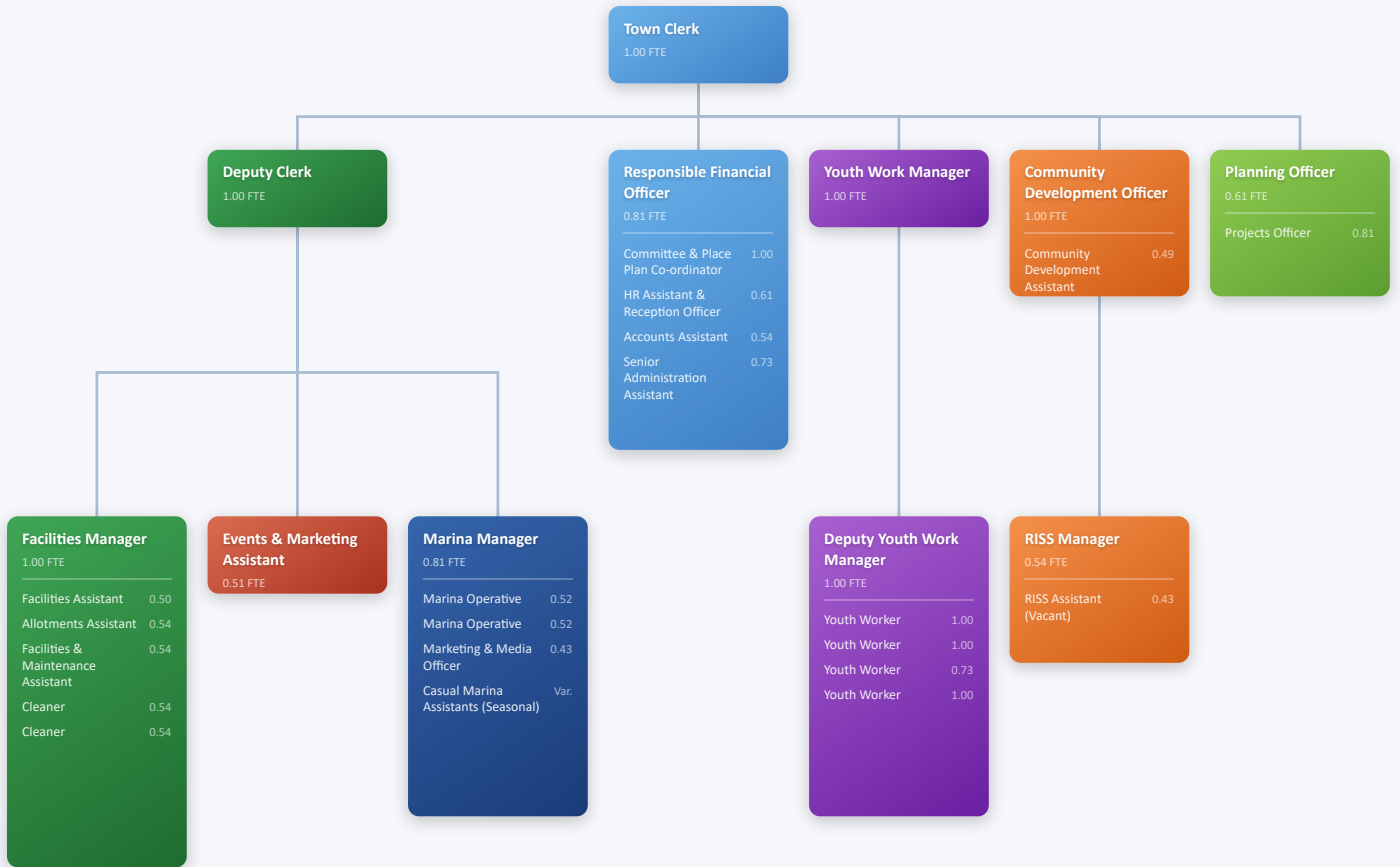 Town Clerk
1.00 FTE
Deputy Clerk
1.00 FTE
Responsible Financial
Officer
0.81 FTE
Committee & Place 1.00
Plan Co-ordinator
HR Assistant & 0.61
Reception Officer
Accounts Assistant 0.54
Senior 0.73
Administration
Assistant
Youth Work Manager
1.00 FTE
Community
Development Officer
1.00 FTE
Community 0.49
Development
Assistant
Planning Officer
0.61 FTE
Projects Officer 0.81
Facilities Manager
1.00 FTE
Facilities Assistant 0.50
Allotments Assistant 0.54
Facilities & 0.54
Maintenance
Assistant
Cleaner 0.54
Cleaner 0.54
Events & Marketing
Assistant
0.51 FTE
Marina Manager
0.81 FTE
Marina Operative 0.52
Marina Operative 0.52
Marketing & Media 0.43
Officer
Casual Marina Var.
Assistants (Seasonal)
Deputy Youth Work
Manager
1.00 FTE
Youth Worker 1.00
Youth Worker 1.00
Youth Worker 0.73
Youth Worker 1.00
RISS Manager
0.54 FTE
RISS Assistant 0.43
(Vacant)